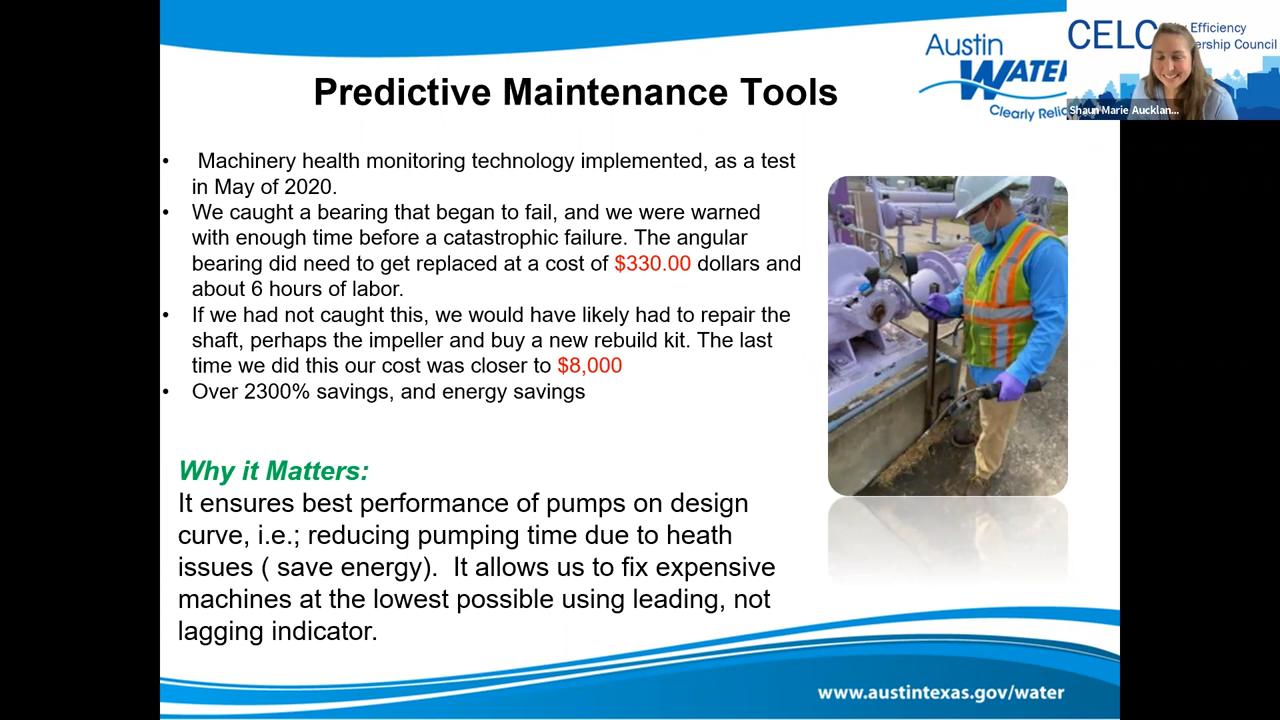 CELC Efficiency
ership Council
Austin
WATER
Clearly Relia
Shaun Marie Aucklan...
Predictive Maintenance Tools
• Machinery health monitoring technology implemented, as a test
in May of 2020.
• We caught a bearing that began to fail, and we were warned
with enough time before a catastrophic failure. The angular
bearing did need to get replaced at a cost of $330.00 dollars and
about 6 hours of labor.
• If we had not caught this, we would have likely had to repair the
shaft, perhaps the impeller and buy a new rebuild kit. The last
time we did this our cost was closer to $8,000
• Over 2300% savings, and energy savings
Why it Matters:
It ensures best performance of pumps on design
curve, i.e.; reducing pumping time due to heath
issues ( save energy). It allows us to fix expensive
machines at the lowest possible using leading, not
lagging indicator.
www.austintexas.gov/water